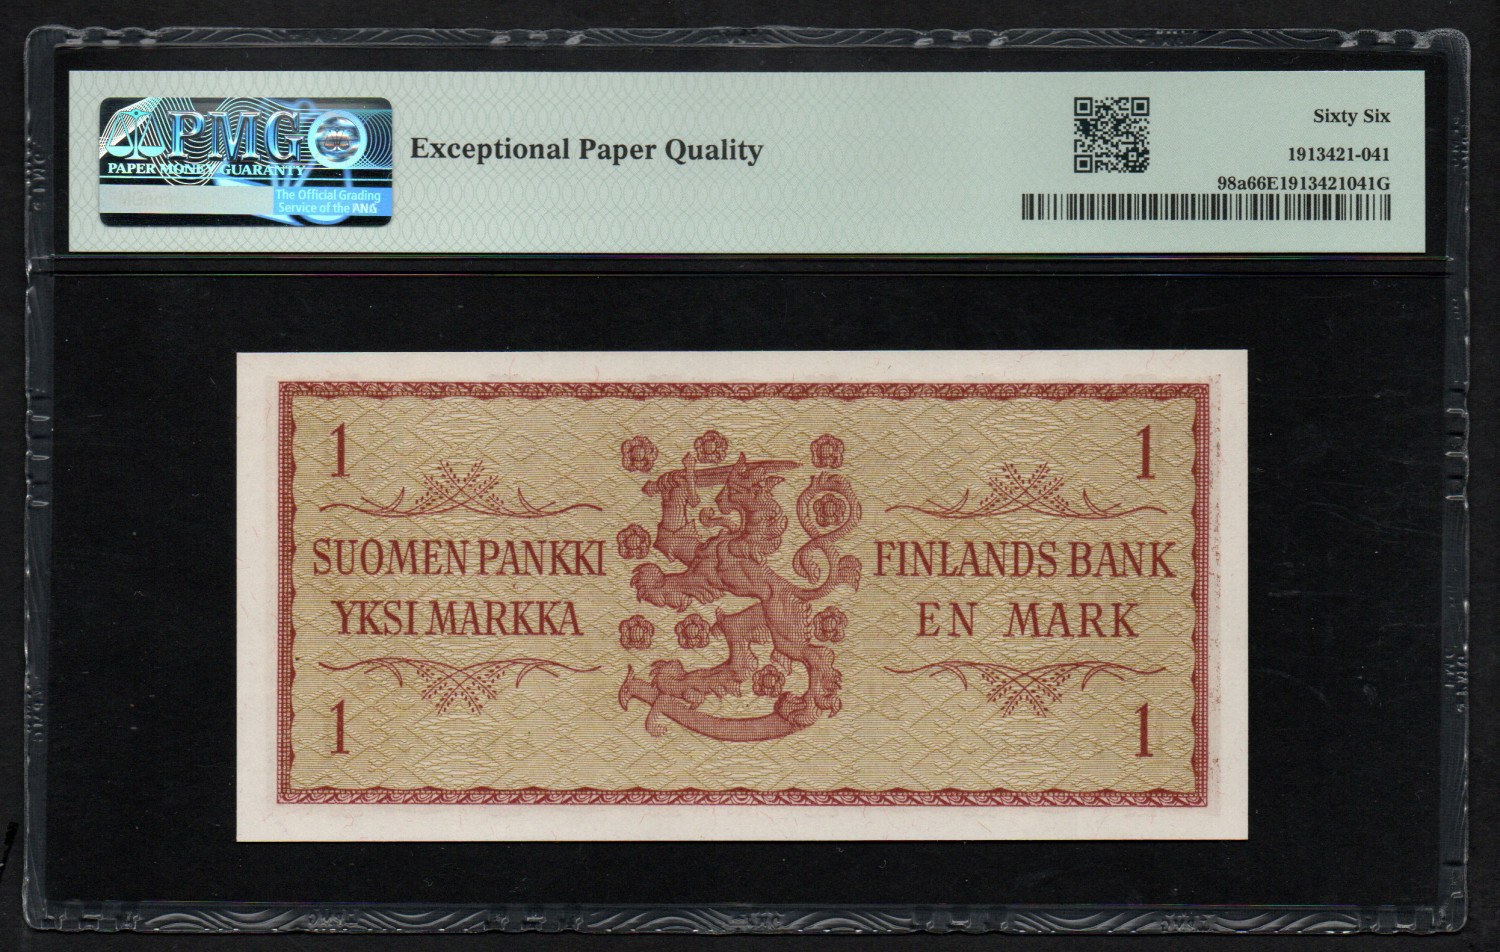 PMG
PAPER MONEY GUARANTY
The Official Grading
Service of the ANA
Exceptional Paper Quality
Sixty Six
1913421-041
98a66E1913421041G
1 1
SUOMEN PANKKI FINLANDS BANK
YKSI MARKKA EN MARK
1 1